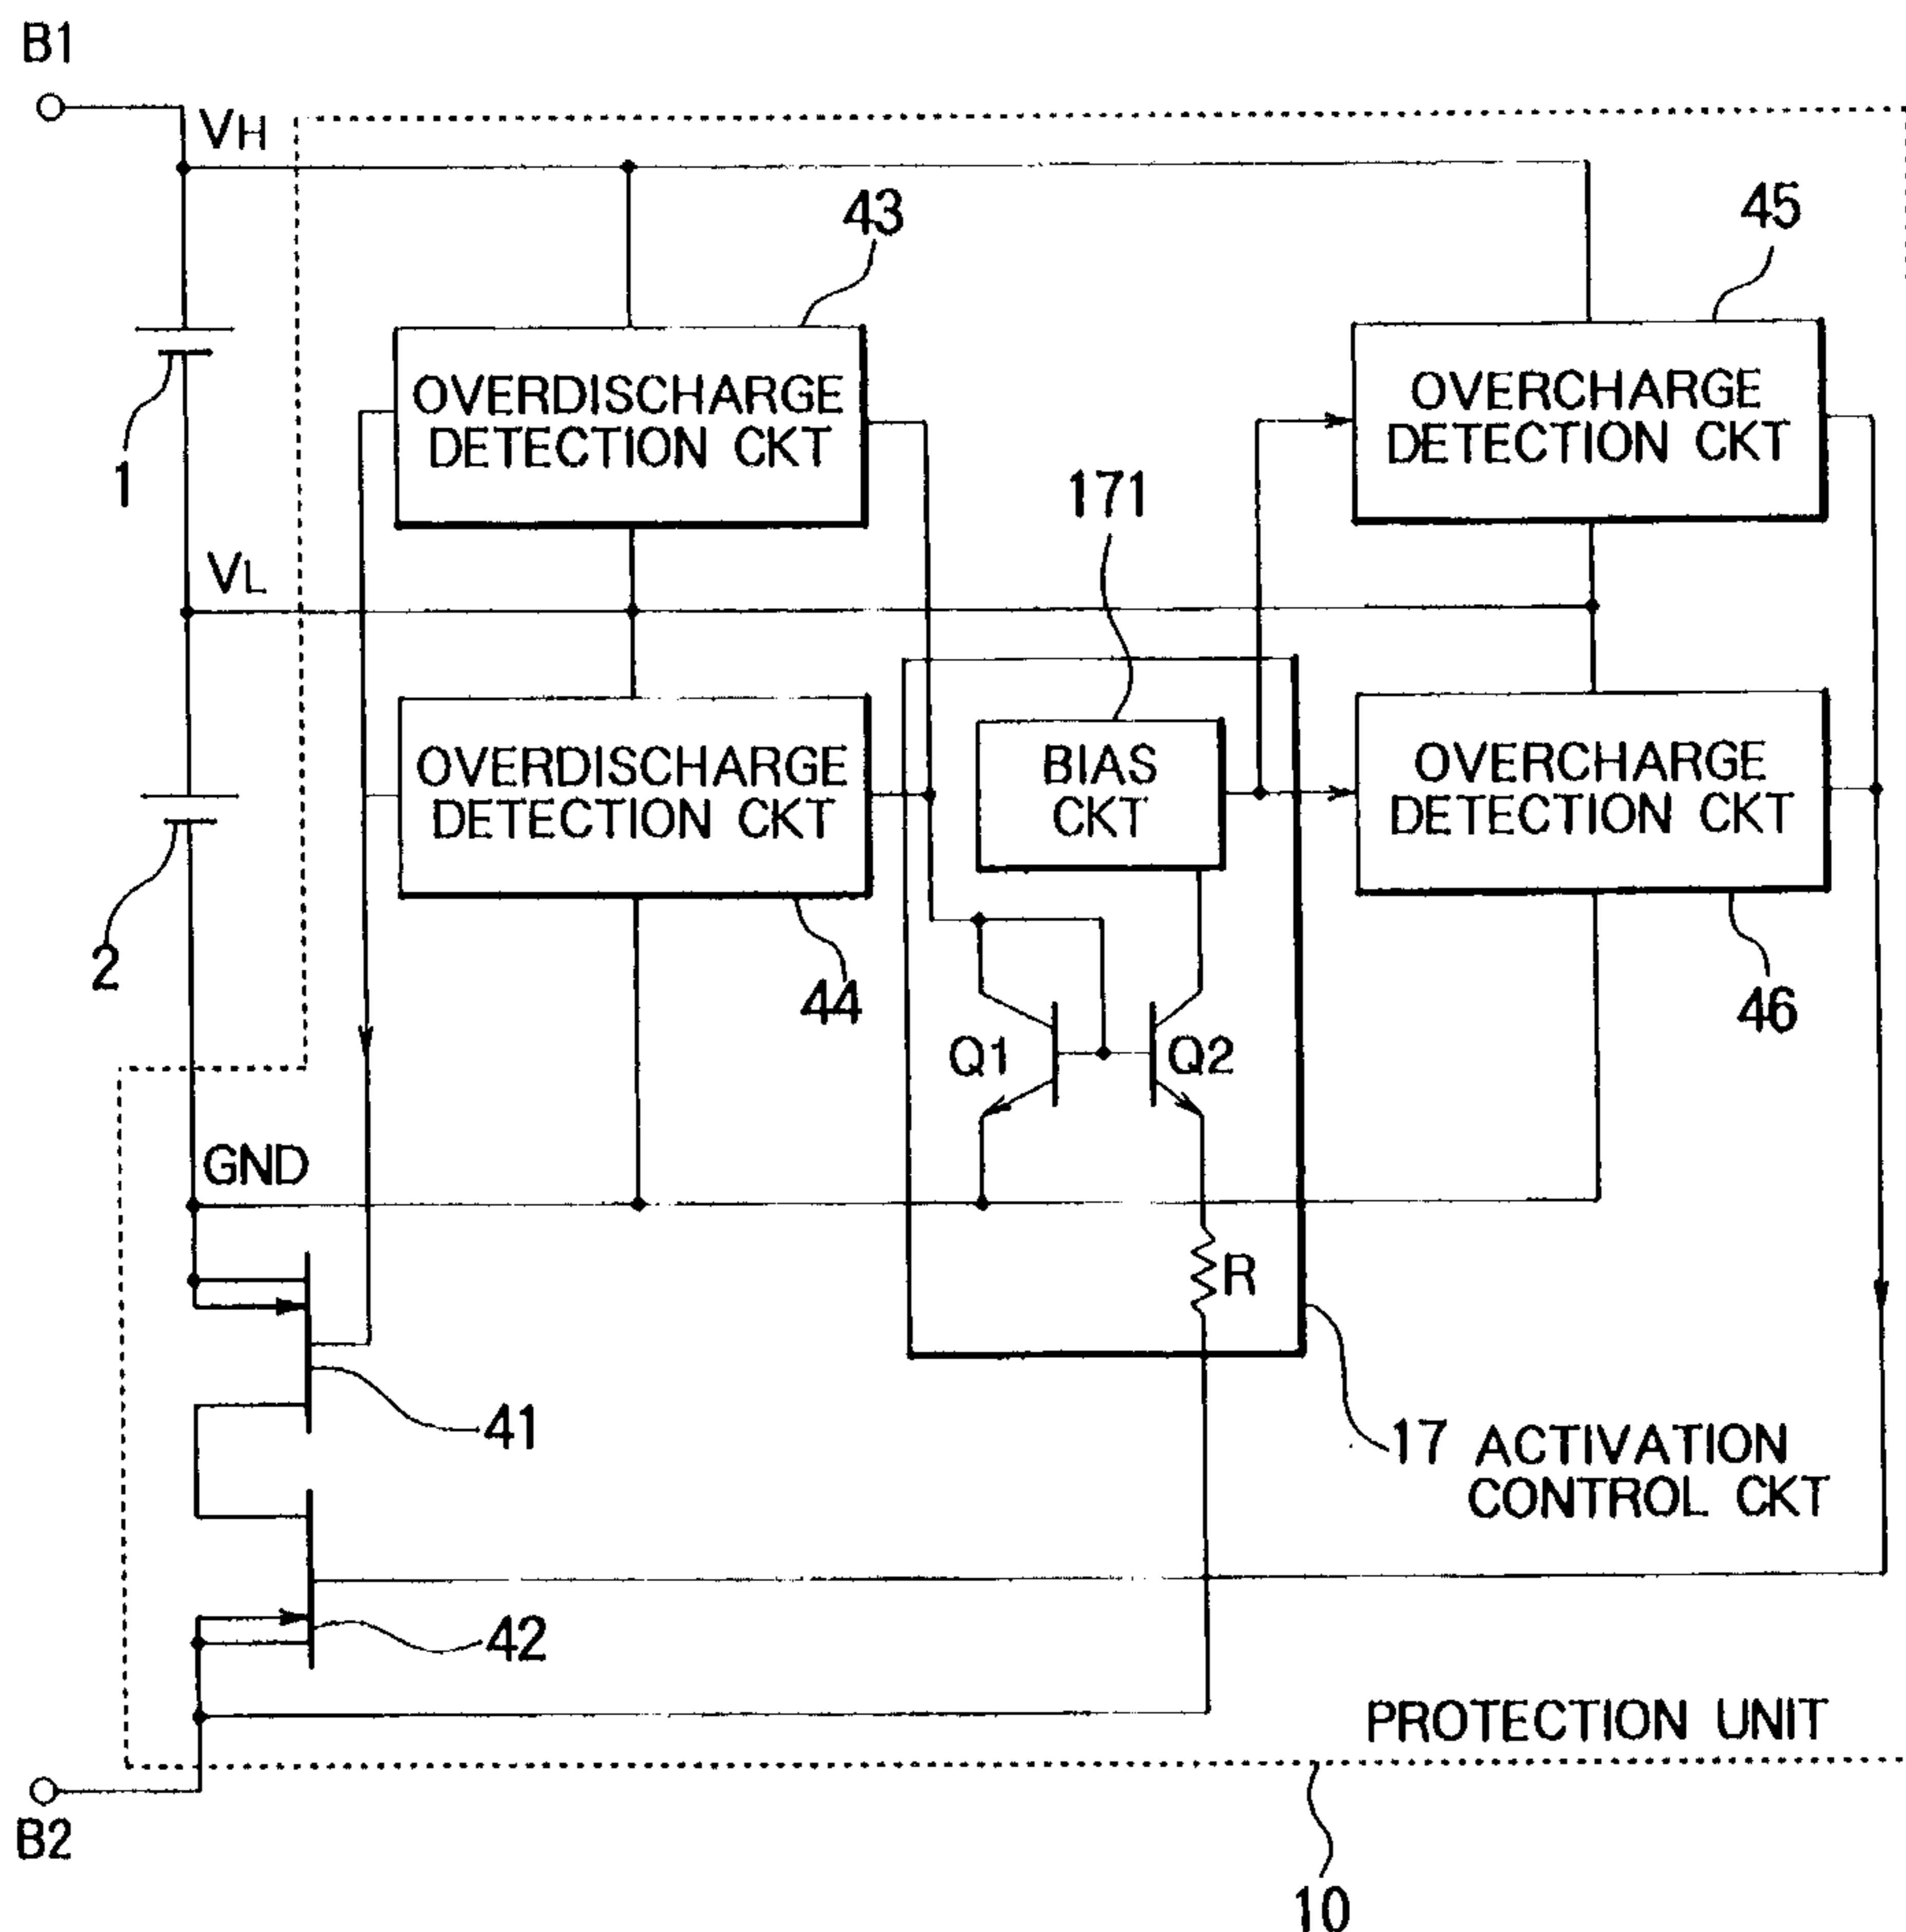 B1
VH
43
45
OVERDISCHARGE
DETECTION CKT
OVERCHARGE
DETECTION CKT
1
171
VL
OVERDISCHARGE
DETECTION CKT
BIAS
CKT
OVERCHARGE
DETECTION CKT
2
44
46
Q1
Q2
GND
R
41
17 ACTIVATION
CONTROL CKT
42
PROTECTION UNIT
B2
10